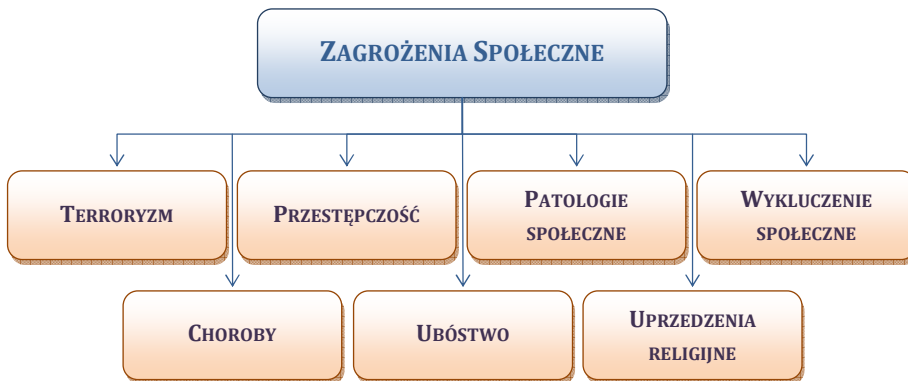 ZAGROŻENIA SPOŁECZNE
TERRORYZM
PRZESTĘPCZOŚĆ
PATOLOGIE
SPOŁECZNE
WYKLUCZENIE
SPOŁECZNE
CHOROBY
UBÓSTWO
UPRZEDZENIA
RELIGIJNE